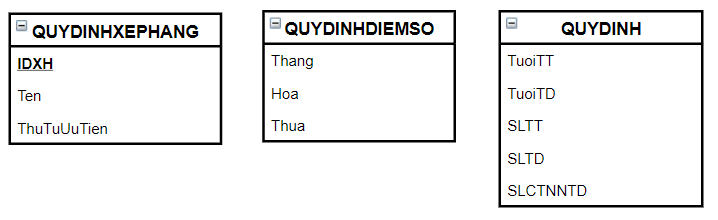 QUYDINHXEPHANG
IDXH
Ten
ThuTuUuTien
QUYDINHDIEMSO
Thang
Hoa
Thua
QUYDINH
TuoiTT
TuoiTD
SLTT
SLTD
SLCTNNTD